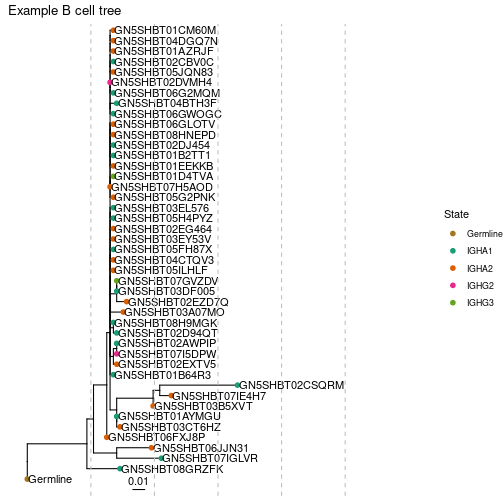 Example B cell tree
GN5SHBT01CM60M
GN5SHBT04DGQ7N
GN5SHBT01AZRJF
GN5SHBT02CBV0C
GN5SHBT05JQN83
GN5SHBT02DVMH4
GN5SHBT06G2MQM
GN5SHBT04BTH3F
GN5SHBT06GWOGC
GN5SHBT06GLOTV
GN5SHBT08HNEPD
GN5SHBT02DJ454
GN5SHBT01B2TT1
GN5SHBT01EEKKB
GN5SHBT01D4TVA
GN5SHBT07H5AOD
GN5SHBT05G2PNK
GN5SHBT03EL576
GN5SHBT05H4PYZ
GN5SHBT02EG464
GN5SHBT03EY53V
GN5SHBT05FH87X
GN5SHBT04CTQV3
GN5SHBT05ILHLF
GN5SHBT07GVZDV
GN5SHBT03DF005
GN5SHBT02EZD7Q
GN5SHBT03A07MO
GN5SHBT08H9MGK
GN5SHBT02D94QT
GN5SHBT02AWPIP
GN5SHBT07I5DPW
GN5SHBT02EXTV5
GN5SHBT01B64R3
GN5SHBT02CSQRM
GN5SHBT07IE4H7
GN5SHBT03B5XVT
GN5SHBT01AYMGU
GN5SHBT03CT6HZ
GN5SHBT06FXJ8P
GN5SHBT06JJN31
GN5SHBT07IGLVR
GN5SHBT08GRZFK
Germline
0.01
State
Germline
IGHA1
IGHA2
IGHG2
IGHG3